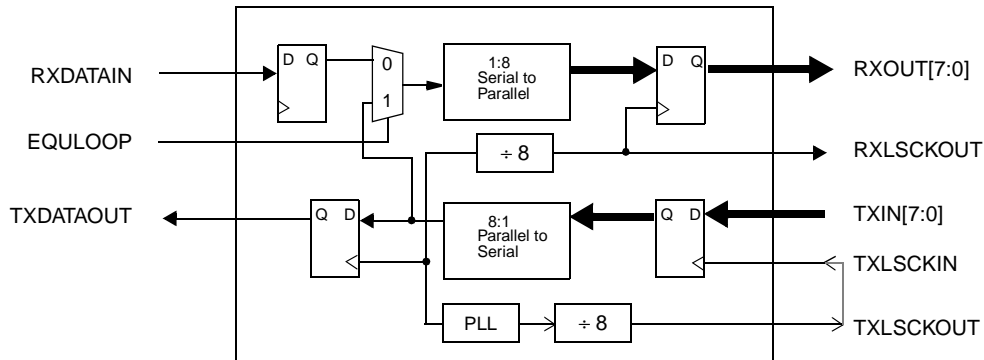 RXDATAIN
D Q
0
1
1:8
Serial to
Parallel
D Q
RXOUT[7:0]
EQULOOP
÷ 8
RXLSCKOUT
TXDATAOUT
Q D
8:1
Parallel to
Serial
Q D
TXIN[7:0]
TXLSCKIN
PLL
÷ 8
TXLSCKOUT